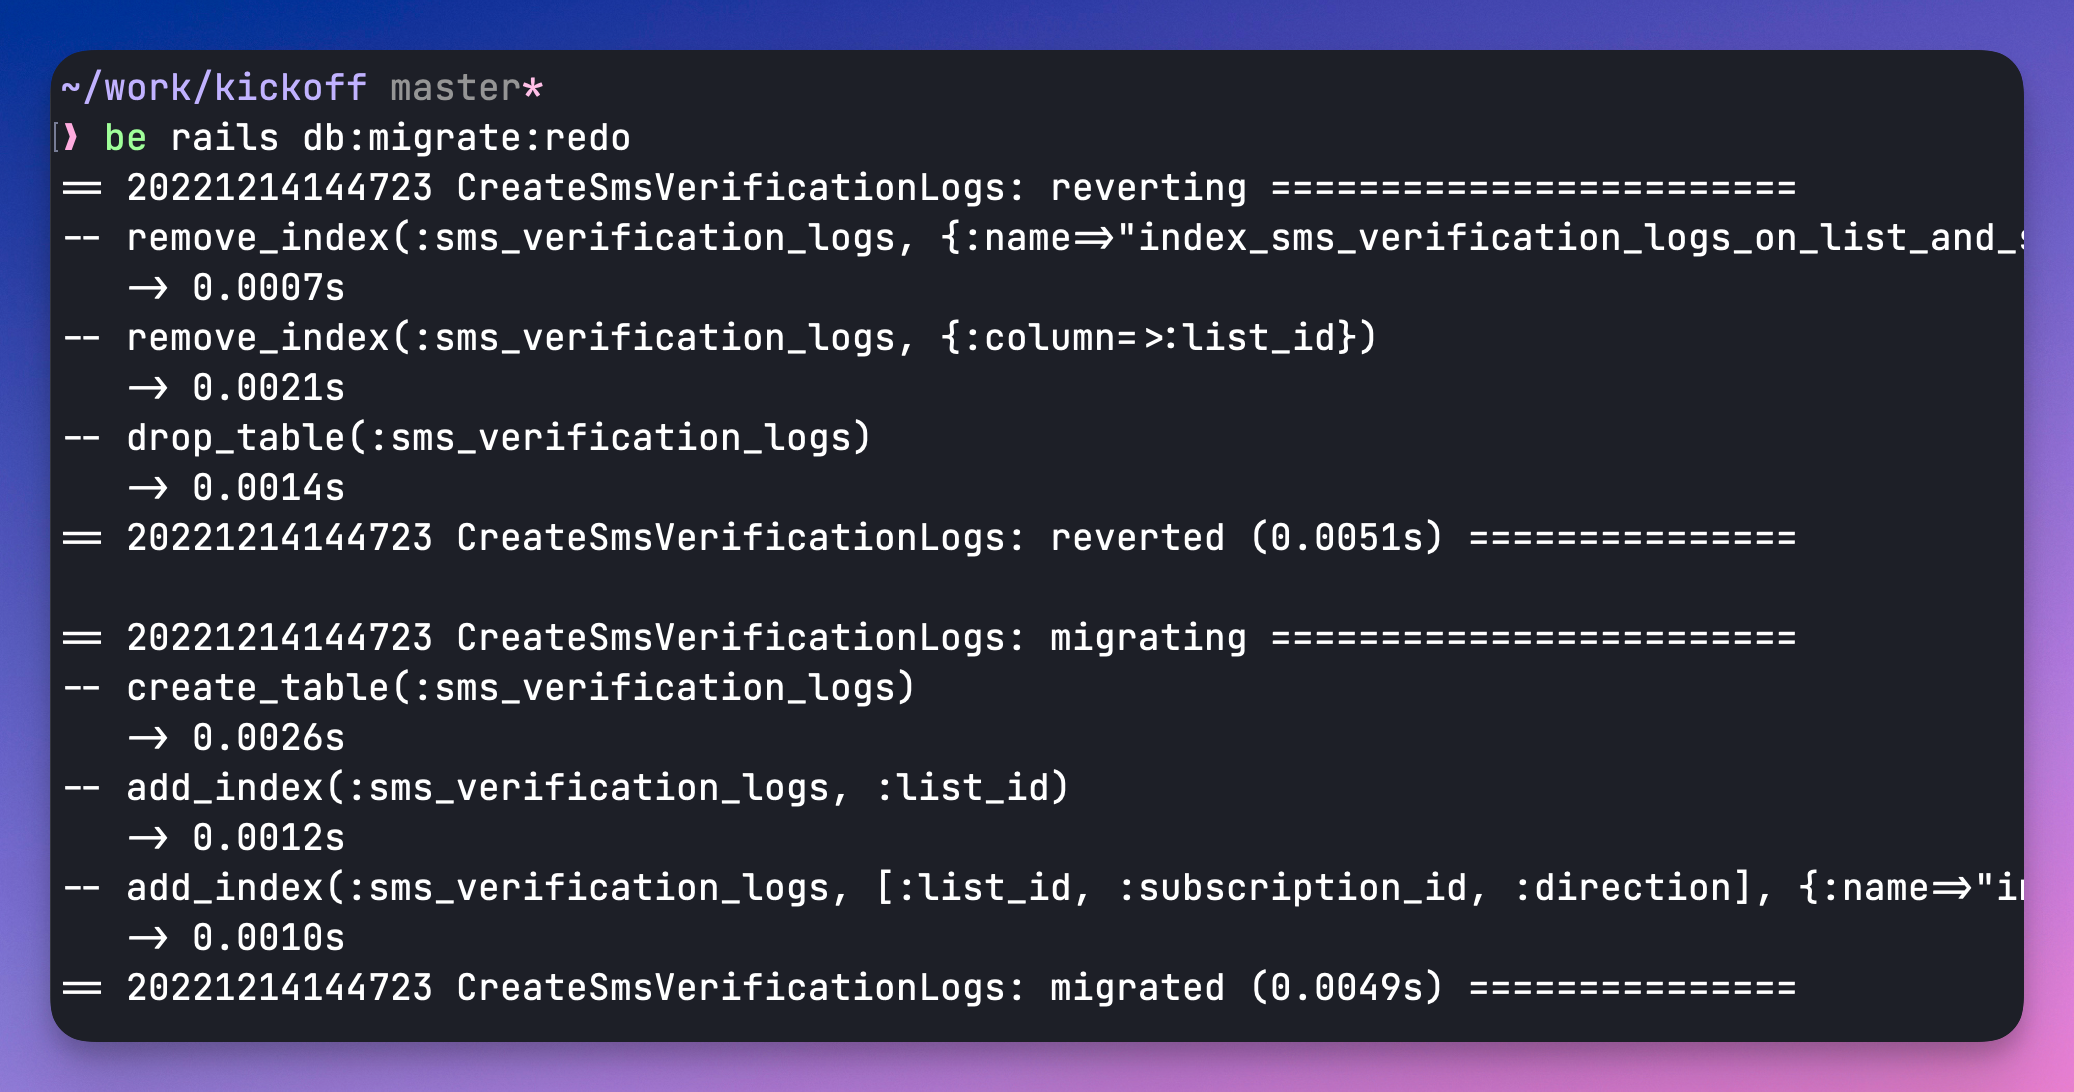 ~/work/kickoff master*
❯ be rails db:migrate:redo
== 20221214144723 CreateSmsVerificationLogs: reverting ========================
-- remove_index(:sms_verification_logs, {:name=>"index_sms_verification_logs_on_list_and_
   -> 0.0007s
-- remove_index(:sms_verification_logs, {:column=>:list_id})
   -> 0.0021s
-- drop_table(:sms_verification_logs)
   -> 0.0014s
== 20221214144723 CreateSmsVerificationLogs: reverted (0.0051s) ===============

== 20221214144723 CreateSmsVerificationLogs: migrating ========================
-- create_table(:sms_verification_logs)
   -> 0.0026s
-- add_index(:sms_verification_logs, :list_id)
   -> 0.0012s
-- add_index(:sms_verification_logs, [:list_id, :subscription_id, :direction], {:name=>"in
   -> 0.0010s
== 20221214144723 CreateSmsVerificationLogs: migrated (0.0049s) ===============